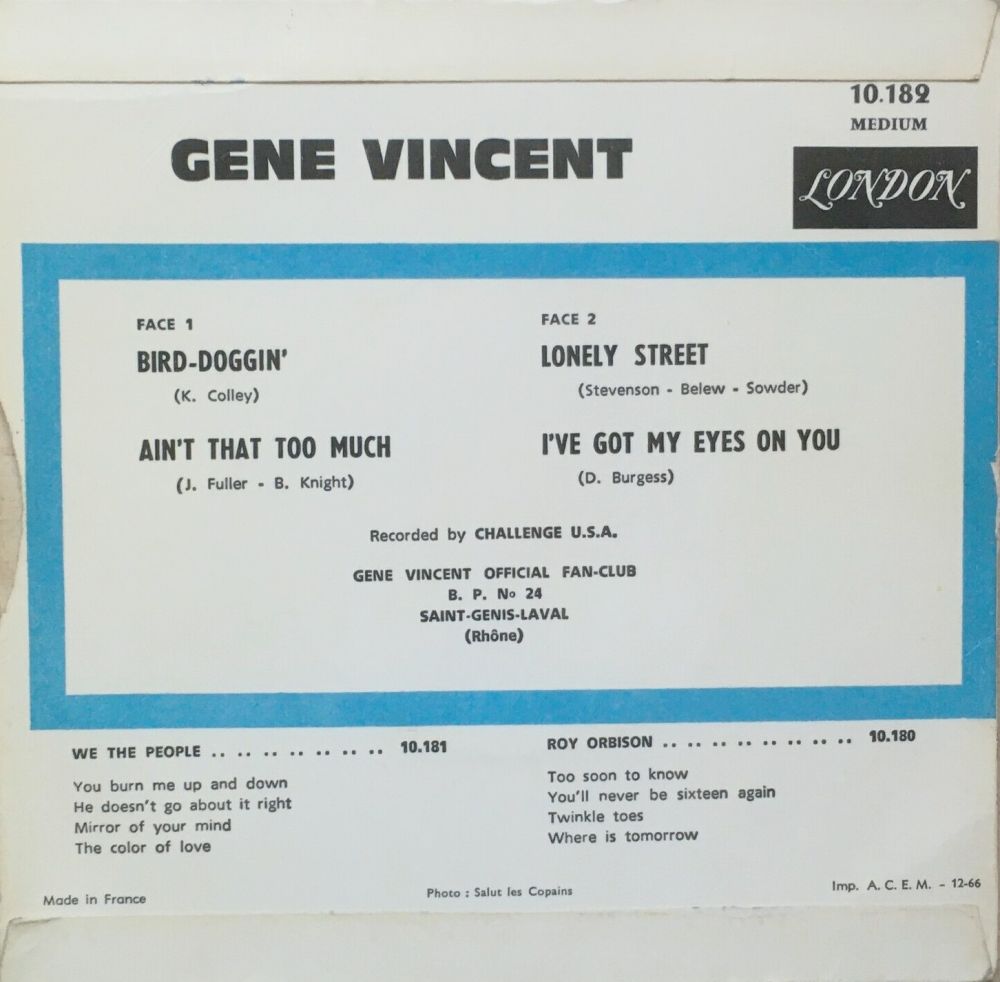 10.182
MEDIUM
GENE VINCENT
LONDON
FACE 1
BIRD-DOGGIN'
(K. Colley)
AIN'T THAT TOO MUCH
(J. Fuller - B. Knight)
FACE 2
LONELY STREET
(Stevenson - Belew - Sowder)
I'VE GOT MY EYES ON YOU
(D. Burgess)
Recorded by CHALLENGE U.S.A.
GENE VINCENT OFFICIAL FAN-CLUB
B. P. No 24
SAINT-GENIS-LAVAL
(Rhône)
WE THE PEOPLE .. .. .. .. .. .. .. 10.181
You burn me up and down
He doesn't go about it right
Mirror of your mind
The color of love
ROY ORBISON .. .. .. .. .. .. .. .. 10.180
Too soon to know
You'll never be sixteen again
Twinkle toes
Where is tomorrow
Made in France
Photo : Salut les Copains
Imp. A. C. E. M. - 12-66